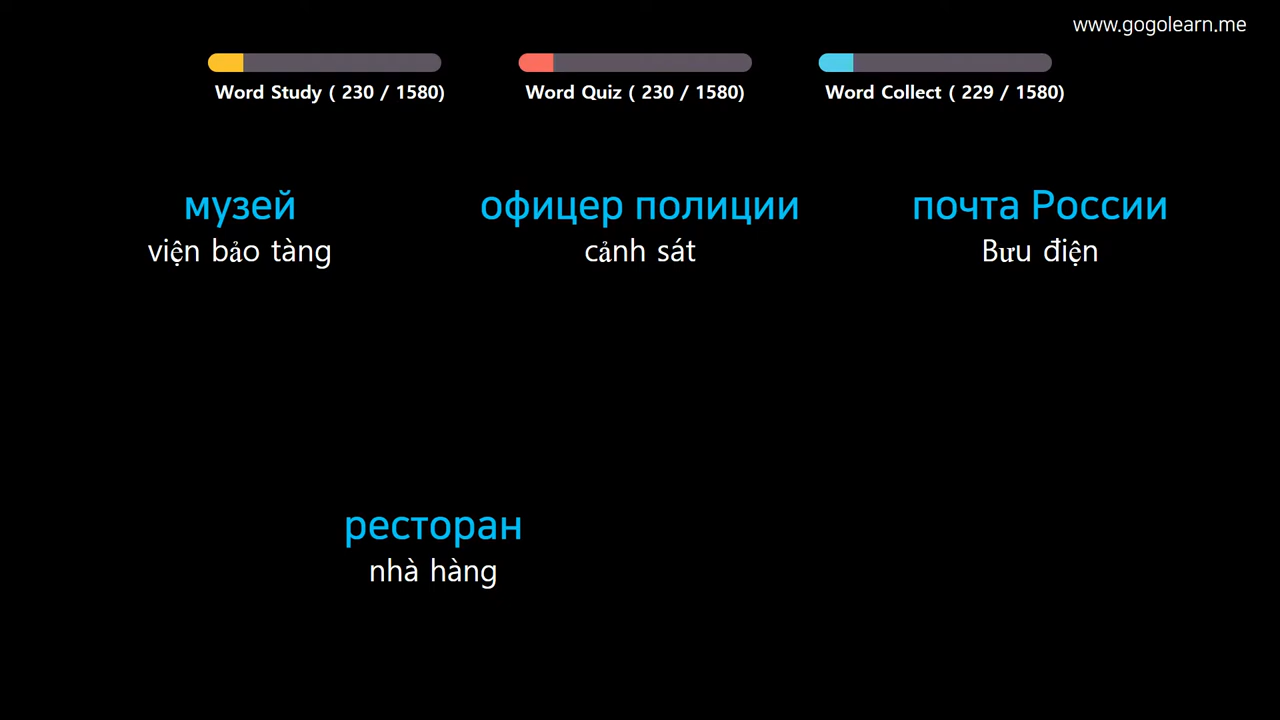 www.gogolearn.me
Word Study ( 230 / 1580)
Word Quiz ( 230 / 1580)
Word Collect ( 229 / 1580)
музей
viện bảo tàng
офицер полиции
cảnh sát
почта России
Bưu điện
ресторан
nhà hàng